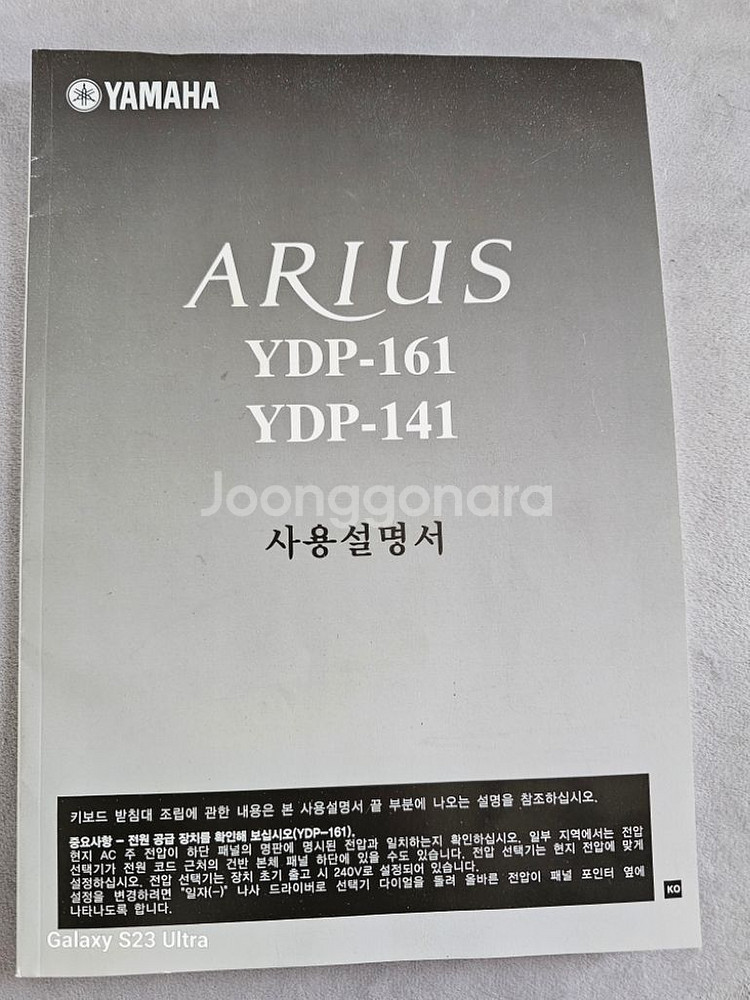 YAMAHA
ARIUS
YDP-161
YDP-141
Joonggonara
사용설명서
키보드 받침대 조립에 관한 내용은 본 사용설명서 끝 부분에 나오는 설명을 참조하십시오.
중요사항 – 전원 공급 장치를 확인해 보십시오(YDP-161).
현지 AC 주 전압이 하단 패널의 명판에 명시된 전압과 일치하는지 확인하십시오. 일부 지역에서는 전압
선택기가 전원 코드 근처의 건반 본체 패널 하단에 있을 수도 있습니다. 전압 선택기는 현지 전압에 맞게
설정하십시오. 전압 선택기는 장치 초기 출고 시 240V로 설정되어 있습니다.
설정을 변경하려면 "일자(-)" 나사 드라이버로 선택기 다이얼을 돌려 올바른 전압이 패널 포인터 옆에
나타나도록 합니다.
KO
Galaxy S23 Ultra